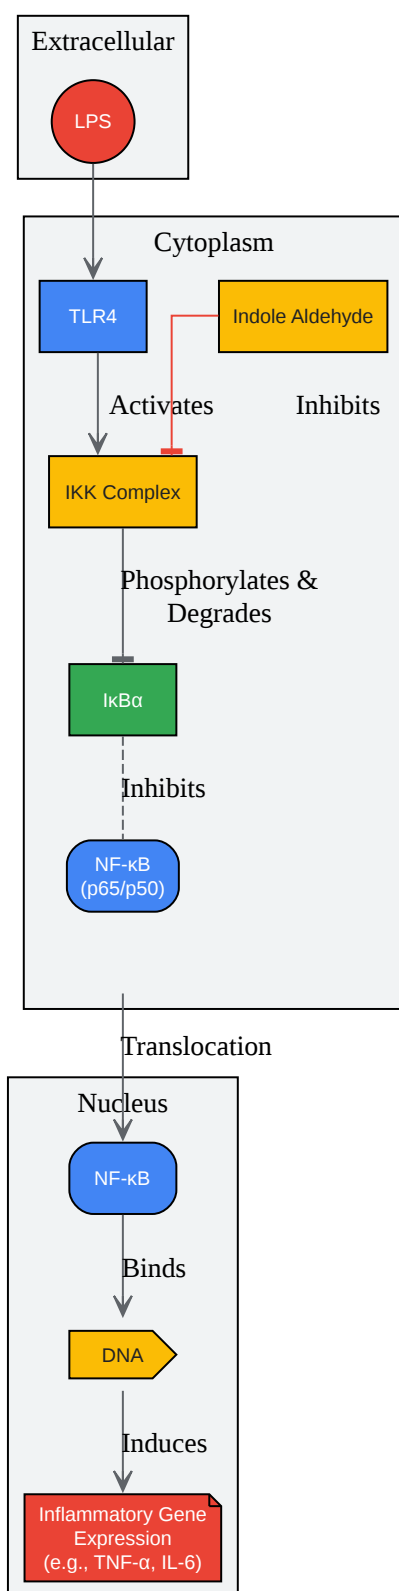 Extracellular
LPS
Cytoplasm
TLR4
Indole Aldehyde
Activates
Inhibits
IKK Complex
Phosphorylates &
Degrades
IκBα
Inhibits
NF-κB
(p65/p50)
Translocation
Nucleus
NF-κB
Binds
DNA
Induces
Inflammatory Gene
Expression
(e.g., TNF-α, IL-6)